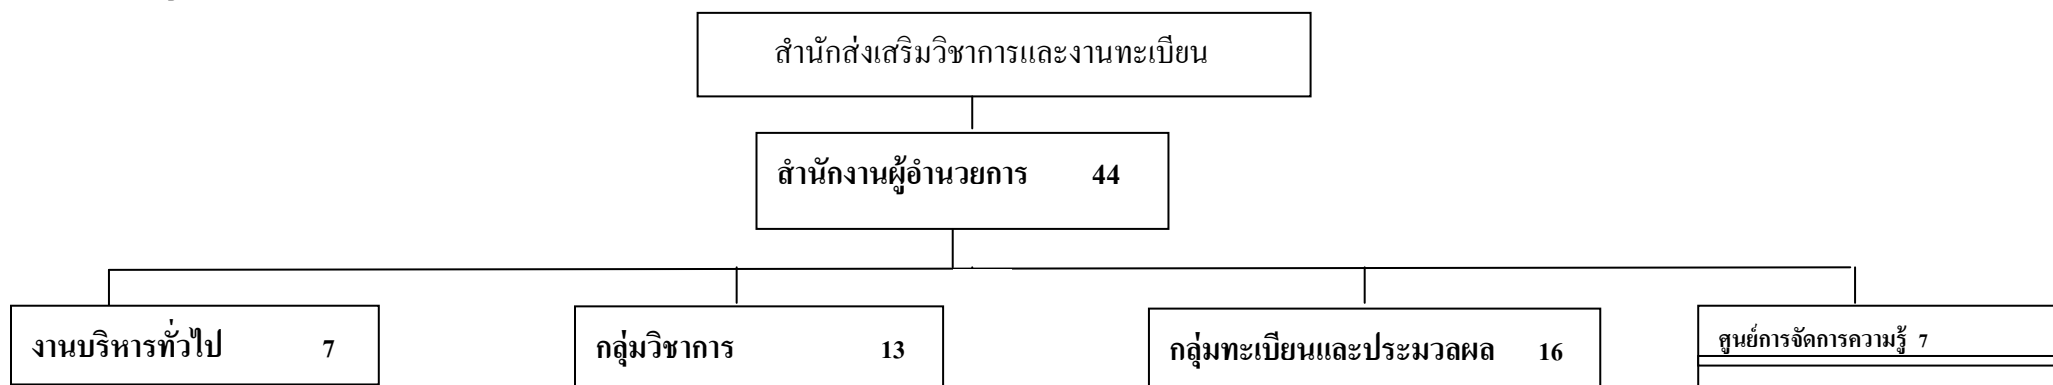 สำนักส่งเสริมวิชาการและงานทะเบียน
สำนักงานผู้อำนวยการ 44
งานบริหารทั่วไป 7
กลุ่มวิชาการ 13
กลุ่มทะเบียนและประมวลผล 16
ศูนย์การจัดการความรู้ 7